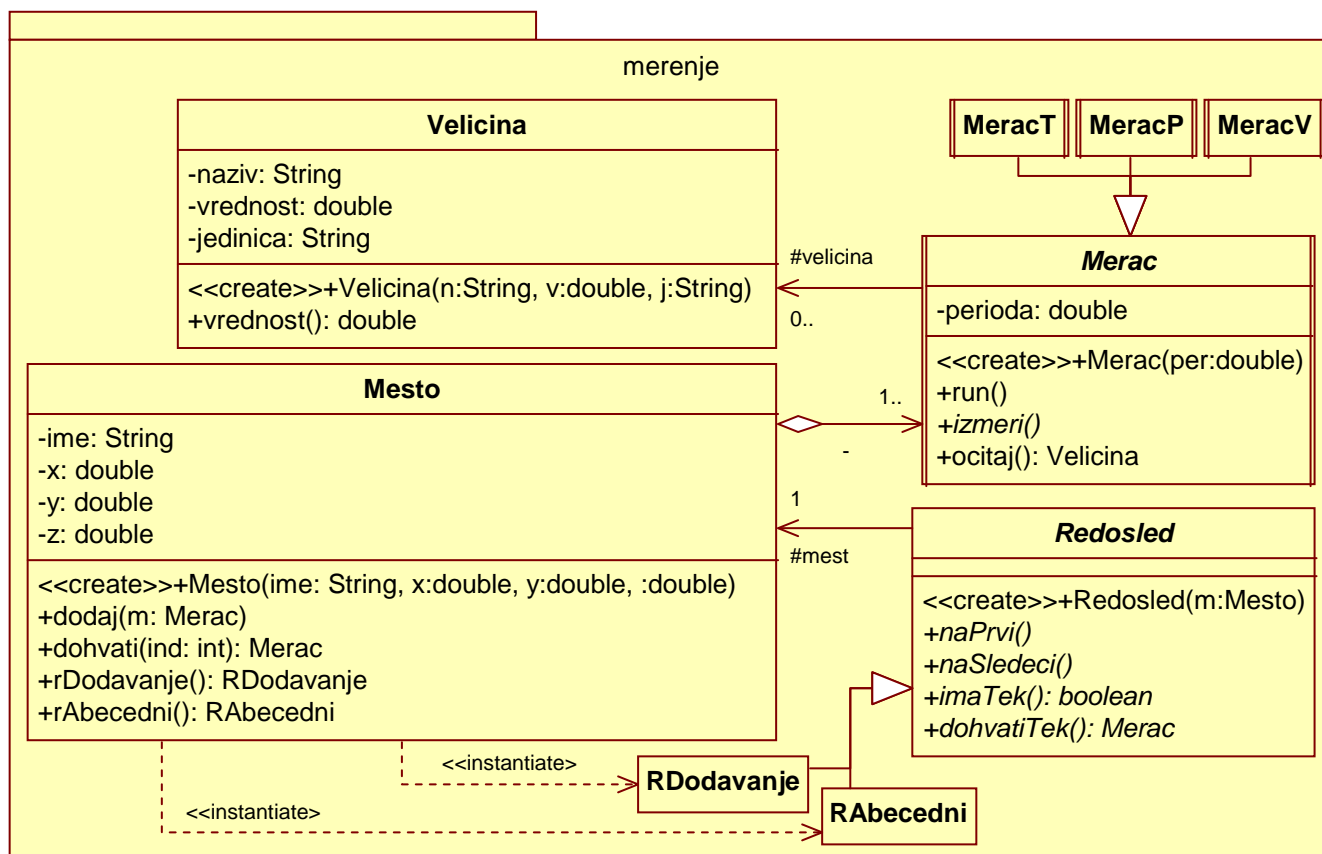 merenje
Velicina
-naziv: String
-vrednost: double
-jedinica: String
<<create>>+Velicina(n:String, v:double, j:String)
+vrednost(): double
MeracT
MeracP
MeracV
#velicina
0..
Merac
-perioda: double
<<create>>+Merac(per:double)
+run()
+izmeri()
+ocitaj(): Velicina
Mesto
-ime: String
-x: double
-y: double
-z: double
<<create>>+Mesto(ime: String, x:double, y:double, :double)
+dodaj(m: Merac)
+dohvati(ind: int): Merac
+rDodavanje(): RDodavanje
+rAbecedni(): RAbecedni
1..
-
1
#mest
Redosled
<<create>>+Redosled(m:Mesto)
+naPrvi()
+naSledeci()
+imaTek(): boolean
+dohvatiTek(): Merac
<<instantiate>
RDodavanje
<<instantiate>
RAbecedni